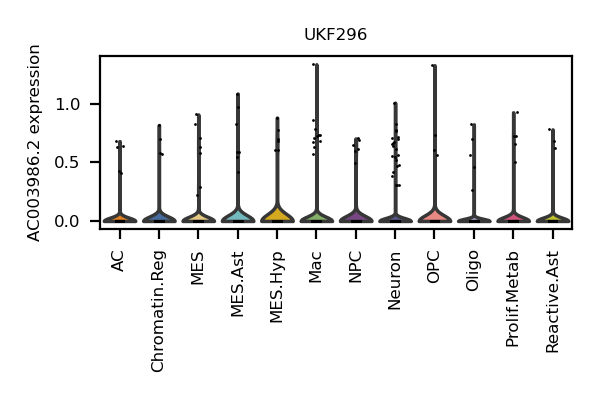 UKF296
AC003986.2 expression
1.0
0.5
0.0
AC
Chromatin.Reg
MES
MES.Ast
MES.Hyp
Mac
NPC
Neuron
OPC
Oligo
Prolif.Metab
Reactive.Ast